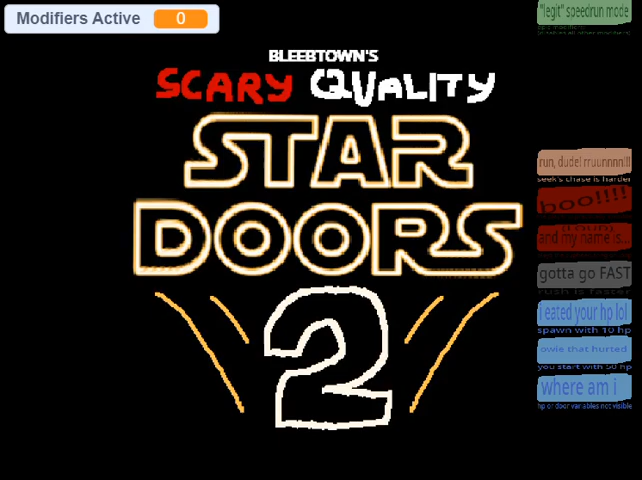 Modifiers Active 0
BLEEBTOWN'S
SCARY QUALITY
STAR
DOORS
2
"legit" speedrun mode
run, dude! rruunnnn!!!
seek's chase is harder
boo!!!!
and my name is...
gotta go FAST
rush is faster
i eated your hp lol
spawn with 10 hp
owie that hurted
you start with 50 hp
where am i
hp or door variables not visible